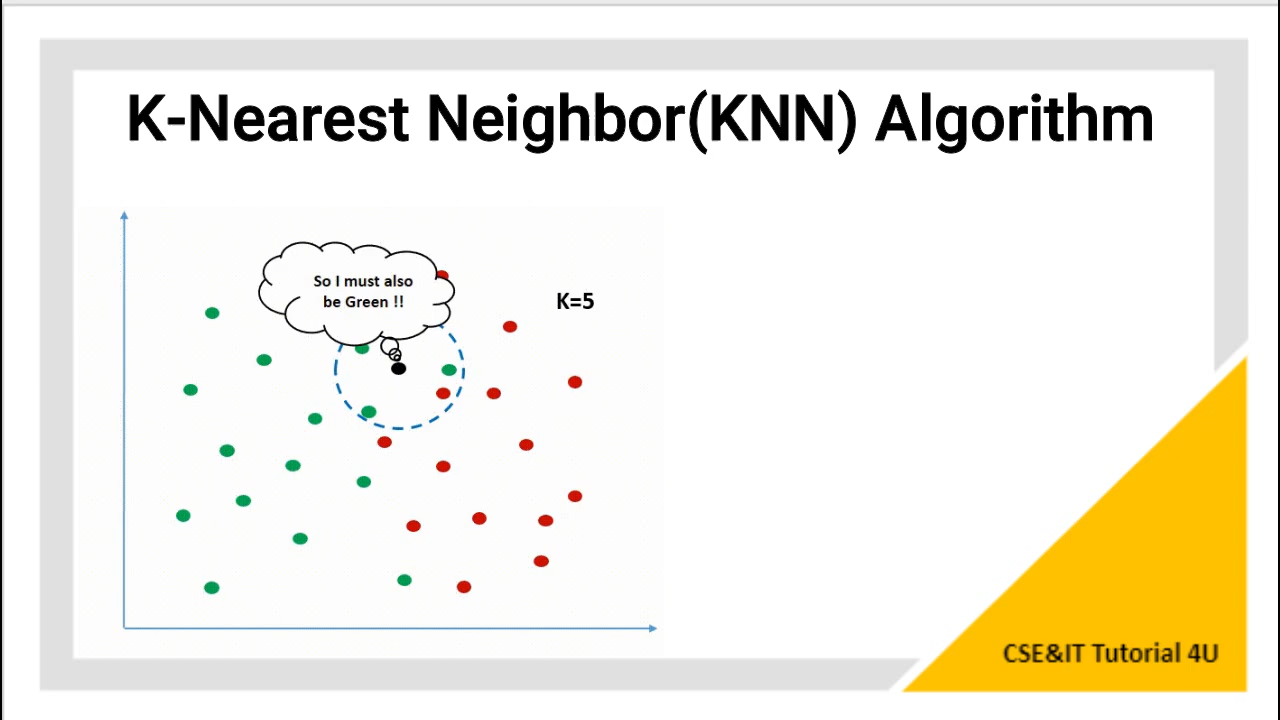 K-Nearest Neighbor(KNN) Algorithm
So I must also
be Green !!
K=5
CSE&IT Tutorial 4U